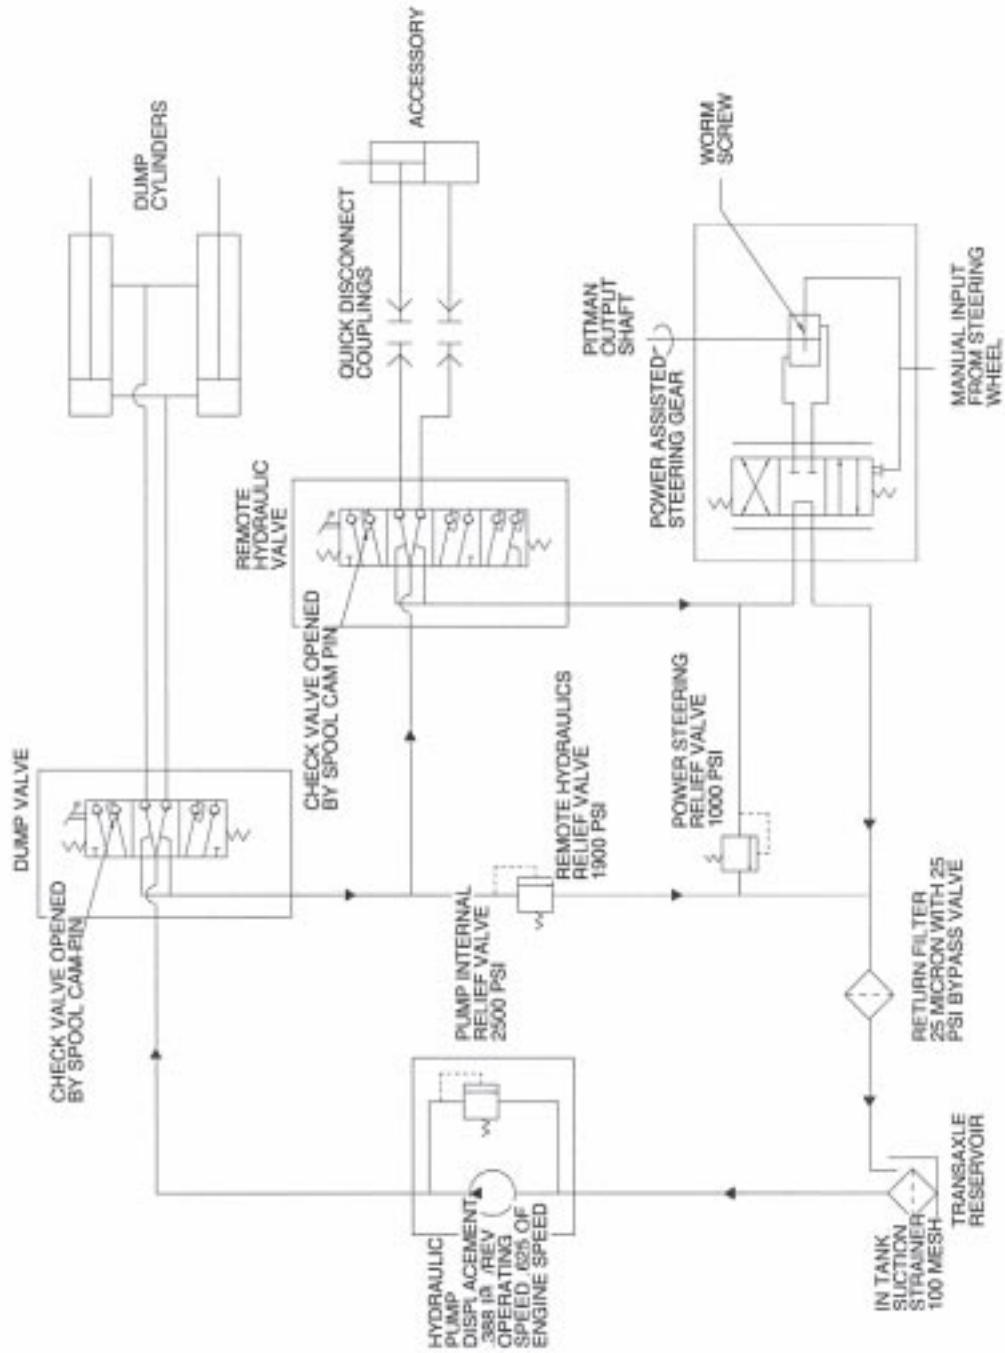 HYDRAULIC
PUMP
DISPLACEMENT
.388 IN /REV
OPERATING
SPEED .625 OF
ENGINE SPEED
IN TANK
SUCTION
STRAINER
100 MESH
TRANSAXLE
RESERVOIR
CHECK VALVE OPENED
BY SPOOL CAM PIN
DUMP VALVE
PUMP INTERNAL
RELIEF VALVE
2500 PSI
REMOTE HYDRAULICS
RELIEF VALVE
1900 PSI
POWER STEERING
RELIEF VALVE
1000 PSI
RETURN FILTER
25 MICRON WITH 25
PSI BYPASS VALVE
CHECK VALVE OPENED
BY SPOOL CAM PIN
REMOTE
HYDRAULIC
VALVE
DUMP
CYLINDERS
QUICK DISCONNECT
COUPLINGS
ACCESSORY
POWER ASSISTED
STEERING GEAR
PITMAN
OUTPUT
SHAFT
WORM
SCREW
MANUAL INPUT
FROM STEERING
WHEEL